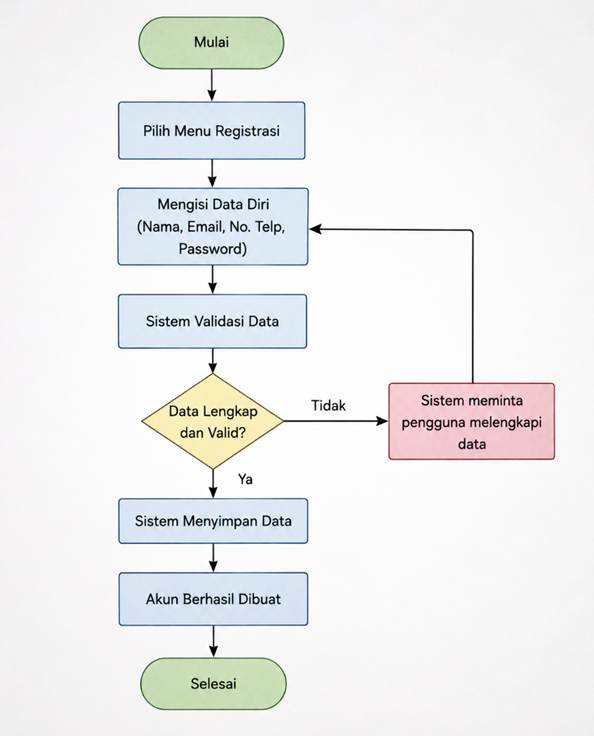 Mulai
Pilih Menu Registrasi
Mengisi Data Diri
(Nama, Email, No. Telp,
Password)
Sistem Validasi Data
Data Lengkap
dan Valid?
Tidak
Sistem meminta
pengguna melengkapi
data
Ya
Sistem Menyimpan Data
Akun Berhasil Dibuat
Selesai